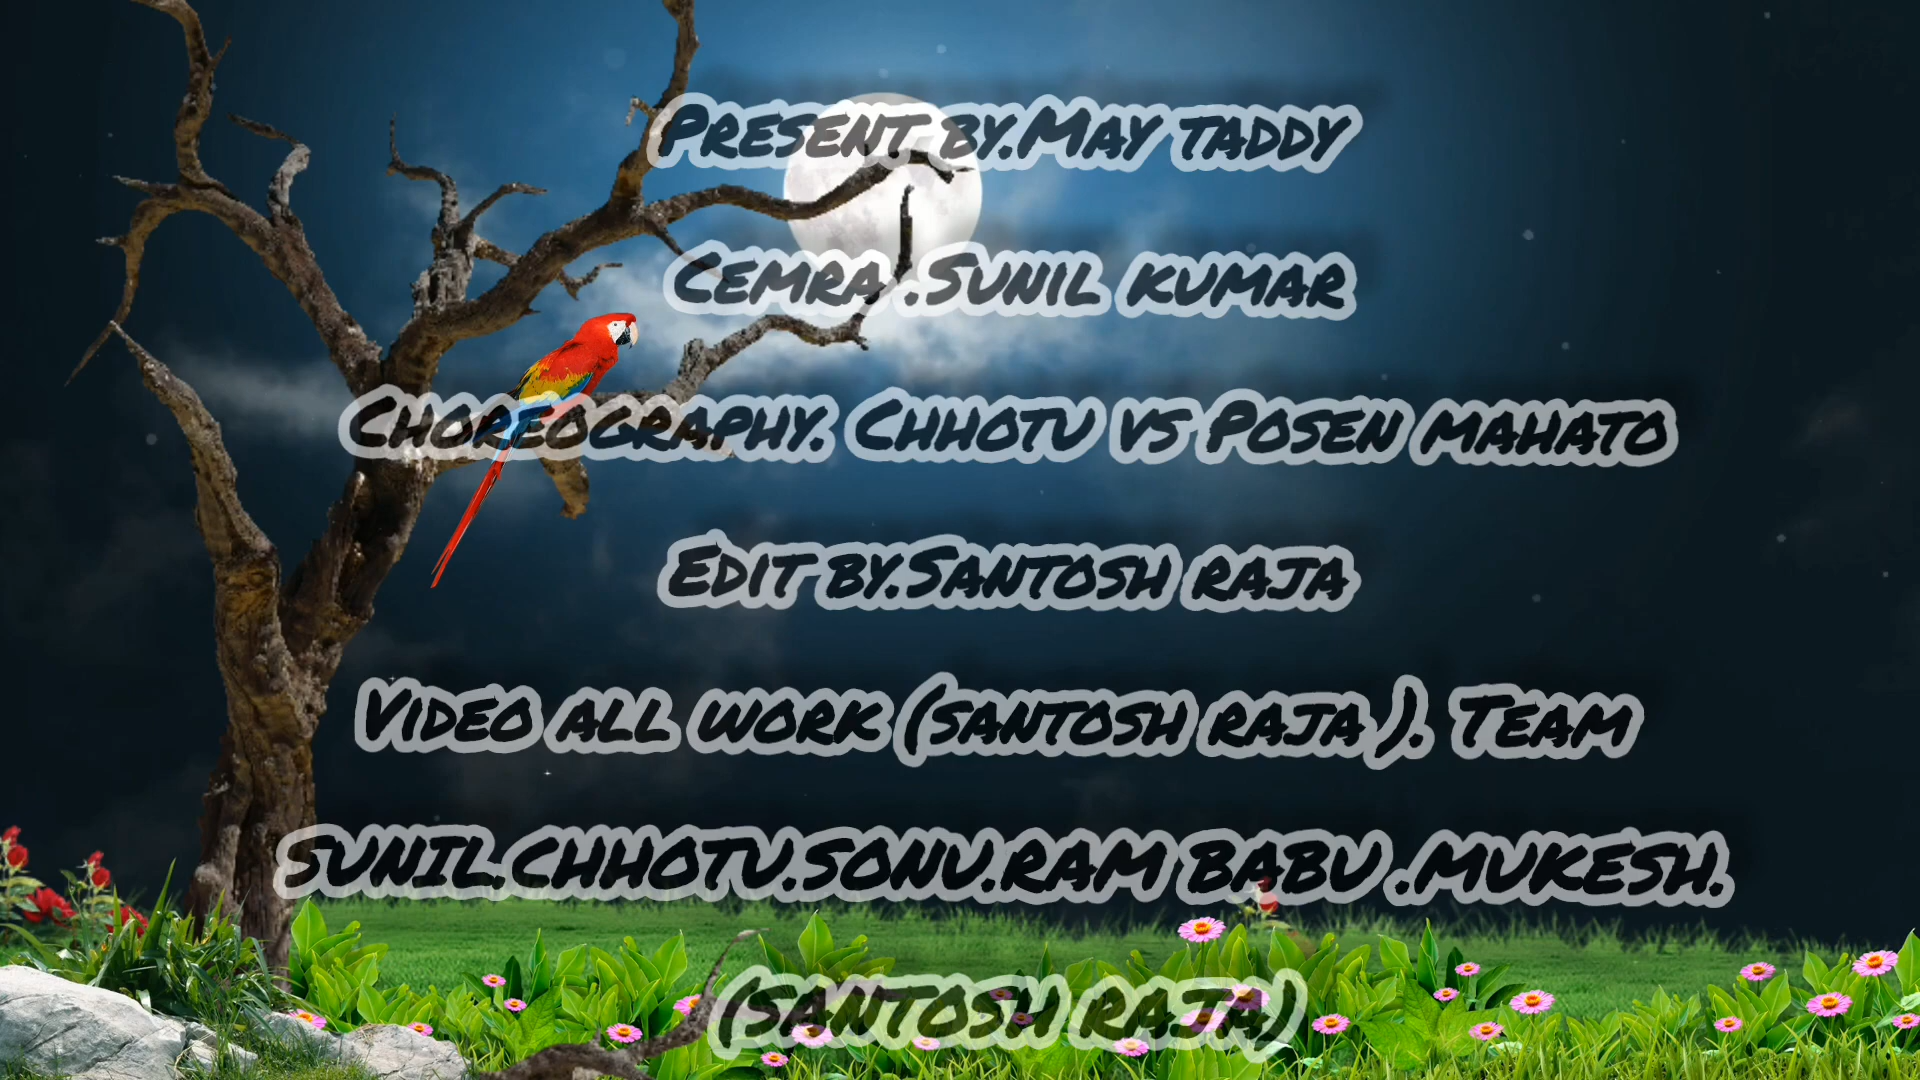 Present by.May taddy
Cemra .Sunil kumar
Choreography. Chhotu vs Posen mahato
Edit by.Santosh raja
Video all work (santosh raja ). Team
sunil.chhotu.sonu.ram babu .mukesh.
(santosh raja)